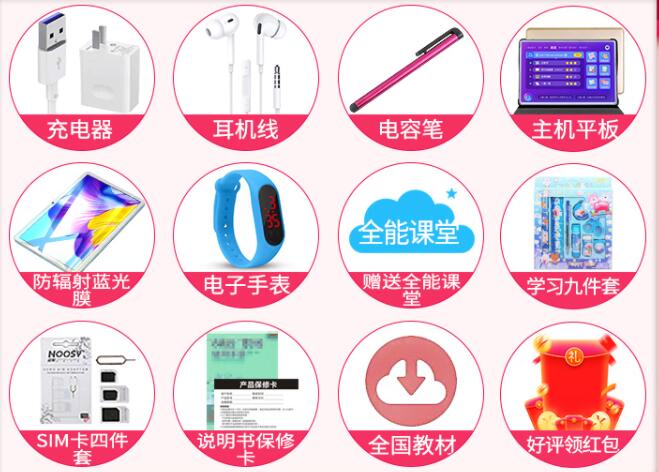 充电器
耳机线
电容笔
主机平板
防辐射蓝光
膜
3
35
电子手表
全能课堂
赠送全能课
堂
学习九件套
NOOSY
SIM卡四件
套
产品保修卡
说明书保修
卡
全国教材
礼
好评领红包